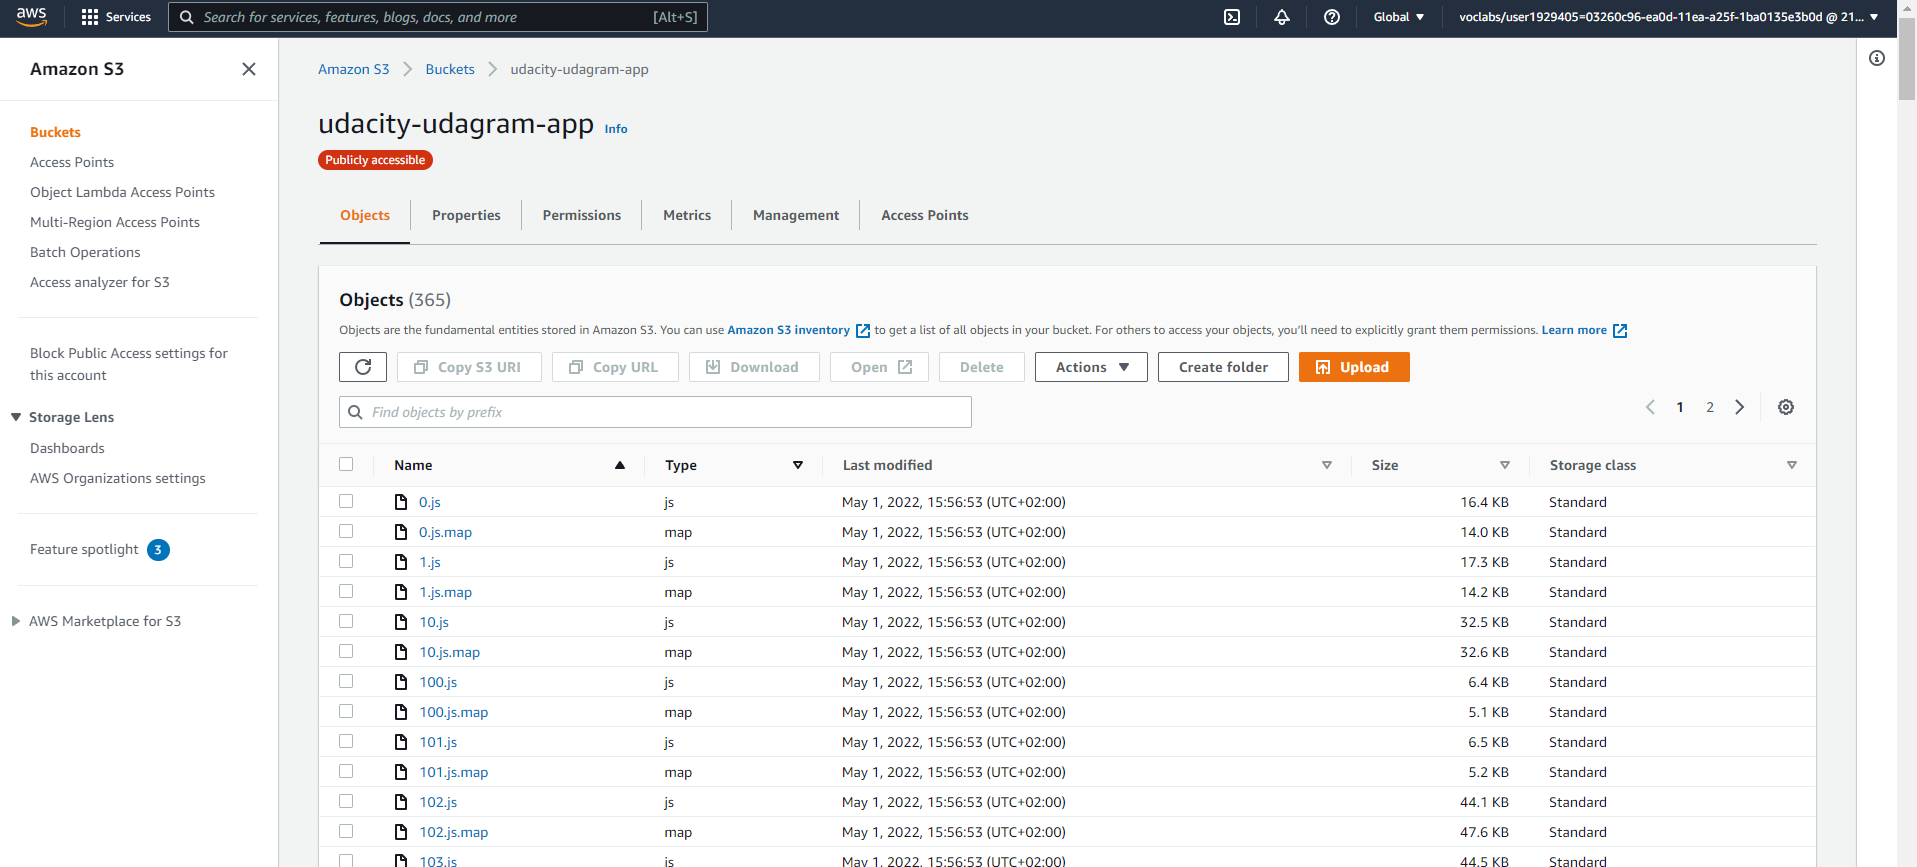 aws Services Search for services, features, blogs, docs, and more [Alt+S] Global voclabs/user1929405=03260c96-ea0d-11ea-a25f-1ba0135e3b0d @ 21...
Amazon S3
Buckets
Access Points
Object Lambda Access Points
Multi-Region Access Points
Batch Operations
Access analyzer for S3
Block Public Access settings for
this account
Storage Lens
Dashboards
AWS Organizations settings
Feature spotlight 3
AWS Marketplace for S3
Amazon S3 Buckets udacity-udagram-app
udacity-udagram-app Info
Publicly accessible
Objects Properties Permissions Metrics Management Access Points
Objects (365)
Objects are the fundamental entities stored in Amazon S3. You can use Amazon S3 inventory to get a list of all objects in your bucket. For others to access your objects, you'll need to explicitly grant them permissions. Learn more
Copy S3 URI Copy URL Download Open Delete Actions Create folder Upload
Find objects by prefix 1 2
Name Type Last modified Size Storage class
0.js js May 1, 2022, 15:56:53 (UTC+02:00) 16.4 KB Standard
0.js.map map May 1, 2022, 15:56:53 (UTC+02:00) 14.0 KB Standard
1.js js May 1, 2022, 15:56:53 (UTC+02:00) 17.3 KB Standard
1.js.map map May 1, 2022, 15:56:53 (UTC+02:00) 14.2 KB Standard
10.js js May 1, 2022, 15:56:53 (UTC+02:00) 32.5 KB Standard
10.js.map map May 1, 2022, 15:56:53 (UTC+02:00) 32.6 KB Standard
100.js js May 1, 2022, 15:56:53 (UTC+02:00) 6.4 KB Standard
100.js.map map May 1, 2022, 15:56:53 (UTC+02:00) 5.1 KB Standard
101.js js May 1, 2022, 15:56:53 (UTC+02:00) 6.5 KB Standard
101.js.map map May 1, 2022, 15:56:53 (UTC+02:00) 5.2 KB Standard
102.js js May 1, 2022, 15:56:53 (UTC+02:00) 44.1 KB Standard
102.js.map map May 1, 2022, 15:56:53 (UTC+02:00) 47.6 KB Standard
103.js js May 1, 2022, 15:56:53 (UTC+02:00) 44.5 KB Standard